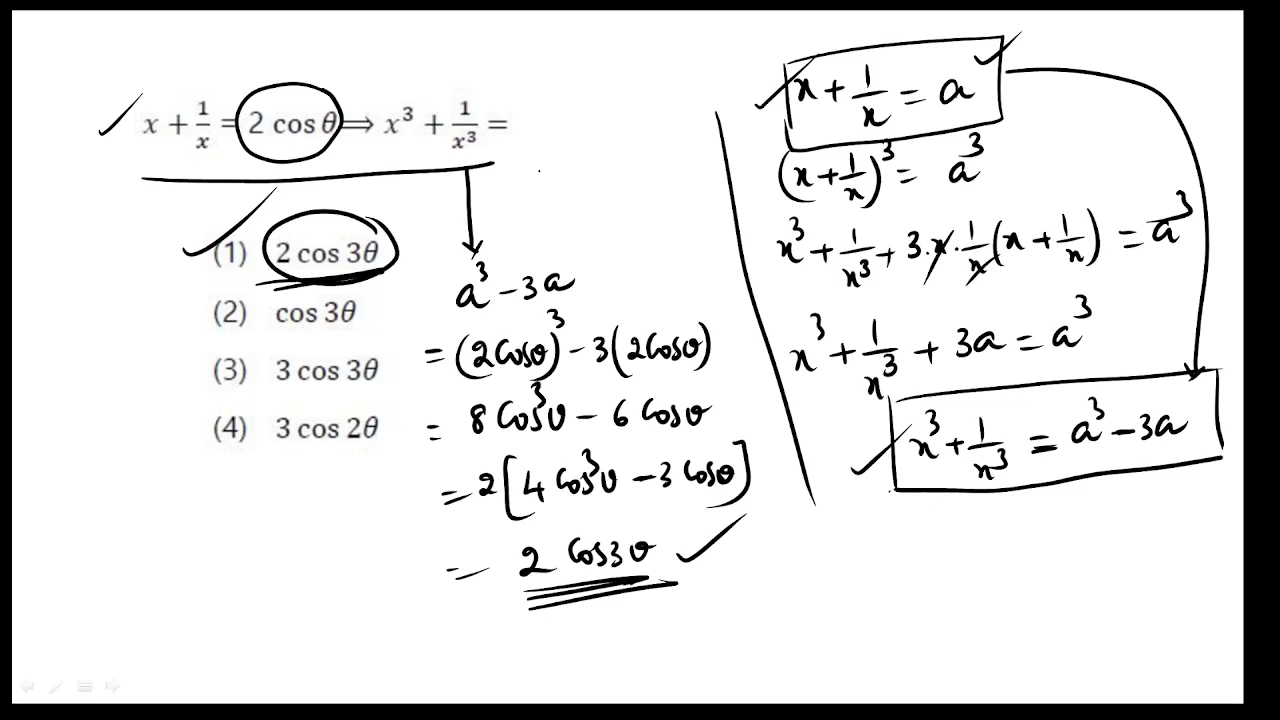 x + 1/x = 2 cos θ ⟹ x³ + 1/x³ =
(1) 2 cos 3θ
(2) cos 3θ
(3) 3 cos 3θ
(4) 3 cos 2θ
a³ - 3a
= (2Cosθ)³ - 3(2Cosθ)
= 8 Cos³θ - 6 Cosθ
= 2[4 Cos³θ - 3 Cosθ]
= 2 Cos3θ
x + 1/x = a
(x + 1/x)³ = a³
x³ + 1/x³ + 3·x·1/x(x + 1/x) = a³
x³ + 1/x³ + 3a = a³
x³ + 1/x³ = a³ - 3a